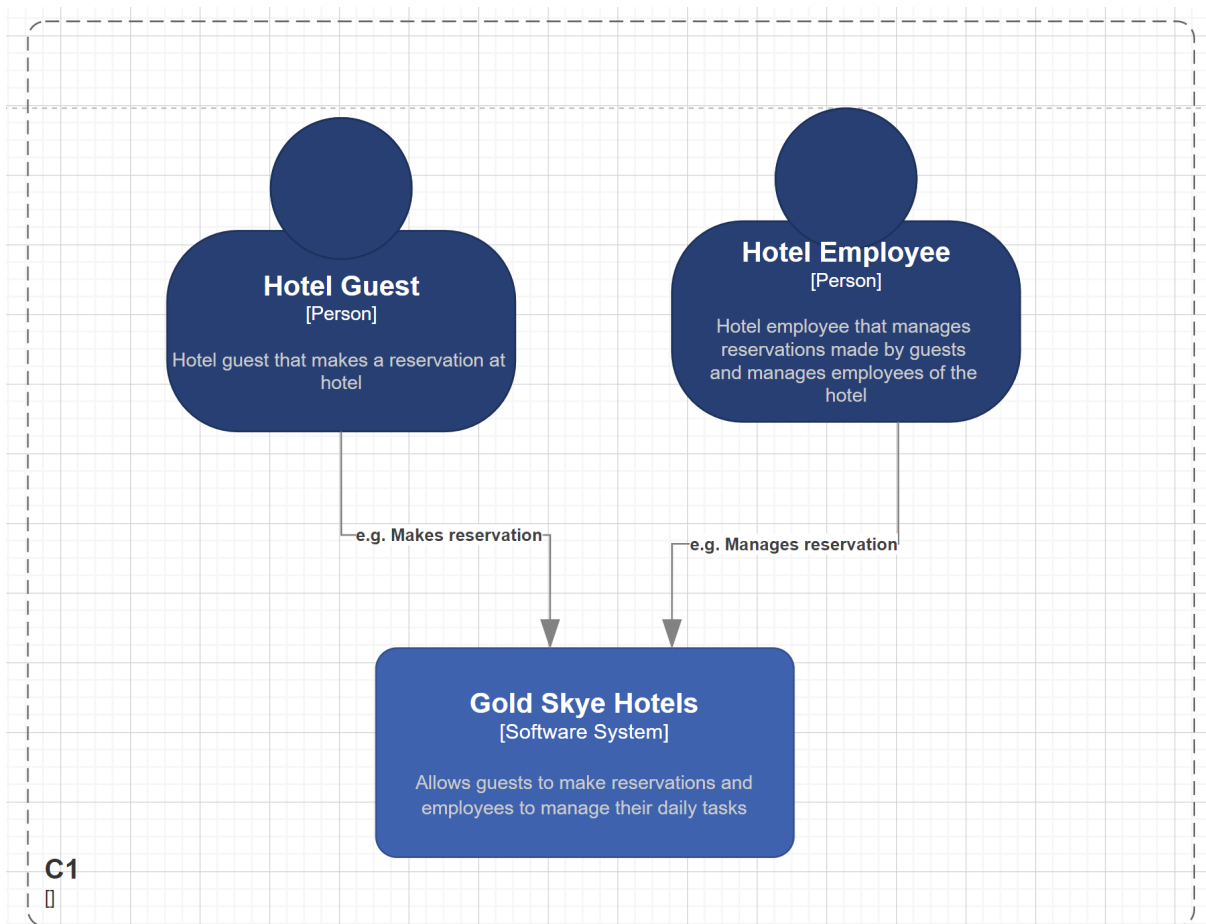 Hotel Guest
[Person]
Hotel guest that makes a reservation at
hotel
Hotel Employee
[Person]
Hotel employee that manages
reservations made by guests
and manages employees of the
hotel
e.g. Makes reservation
e.g. Manages reservation
Gold Skye Hotels
[Software System]
Allows guests to make reservations and
employees to manage their daily tasks
C1
[]